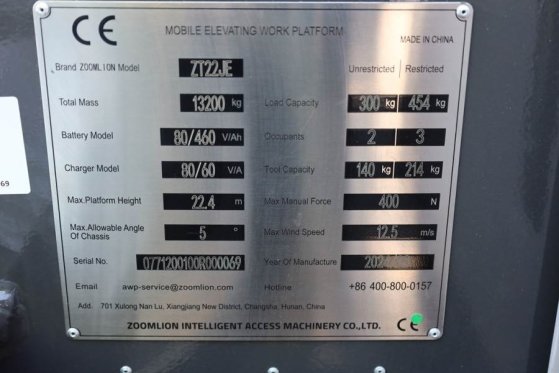 CE MOBILE ELEVATING WORK PLATFORM
MADE IN CHINA
Brand ZOOMLION Model ZT22JE Unrestricted Restricted
Total Mass 13200 kg Load Capacity 300 kg 454 kg
Battery Model 80/460 V/Ah Occupants 2 3
Charger Model 80/60 V/A Tool Capacity 140 kg 214 kg
Max.Platform Height 22.4 m Max Manual Force 400 N
Max.Allowable Angle Of Chassis 5 ° Max Wind Speed 12.5 m/s
Serial No. 0771200100R000069 Year Of Manufacture 2024
Email awp-service@zoomlion.com Hotline +86 400-800-0157
Add. 701 Xulong Nan Lu, Xiangjiang New District, Changsha, Hunan, China
ZOOMLION INTELLIGENT ACCESS MACHINERY CO.,LTD. CE
69